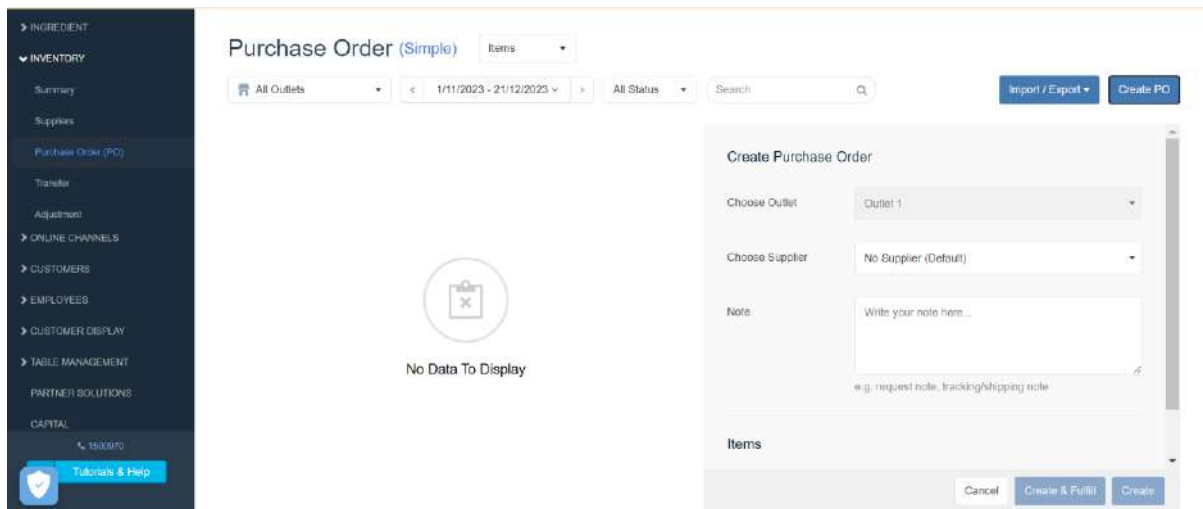 INGREDIENT
INVENTORY
Summary
Suppliers
Purchase Order (PO)
Transfer
Adjustment
ONLINE CHANNELS
CUSTOMERS
EMPLOYEES
CUSTOMER DISPLAY
TABLE MANAGEMENT
PARTNER SOLUTIONS
CAPITAL
1500970
Tutorials & Help
Purchase Order (Simple) Items
All Outlets < 1/11/2023 - 21/12/2023 > All Status Search Import / Export Create PO
No Data To Display
Create Purchase Order
Choose Outlet Outlet 1
Choose Supplier No Supplier (Default)
Note Write your note here...
e.g. request note, tracking/shipping note
Items
Cancel Create & Fulfill Create